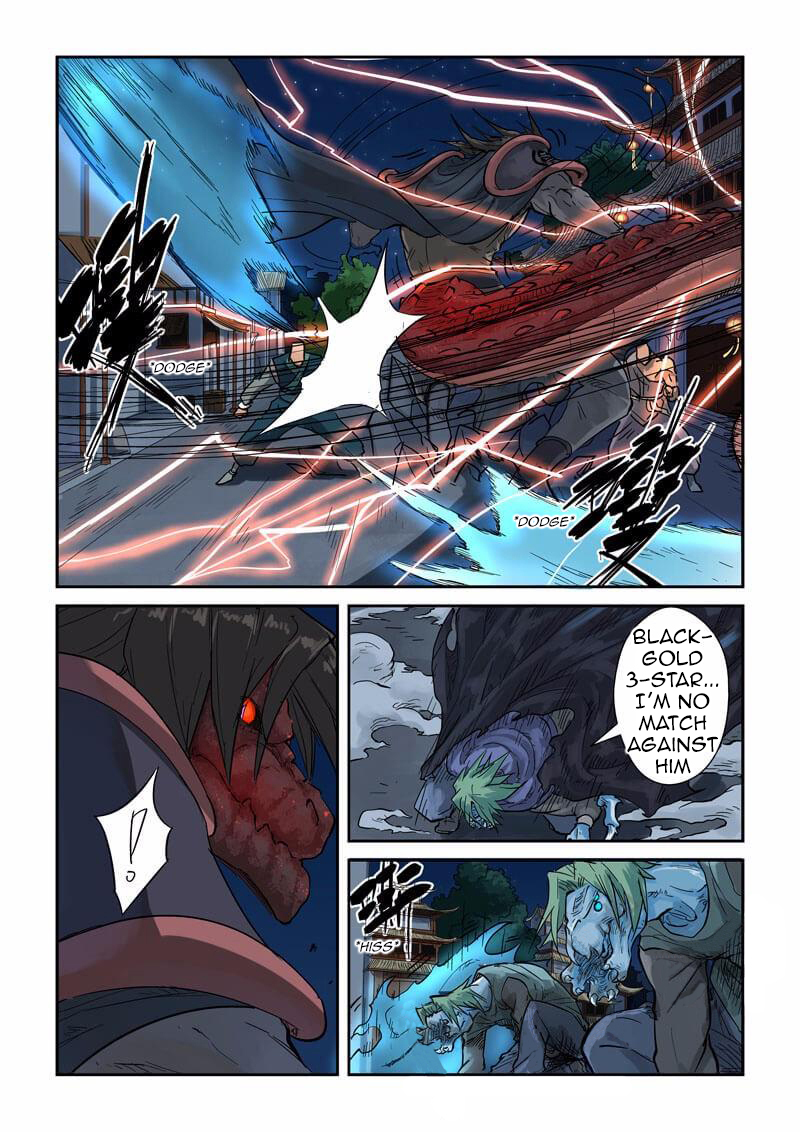 "DODGE"
"DODGE"
!
BLACK-
GOLD
3-STAR...
I'M NO
MATCH
AGAINST
HIM
"HISS"